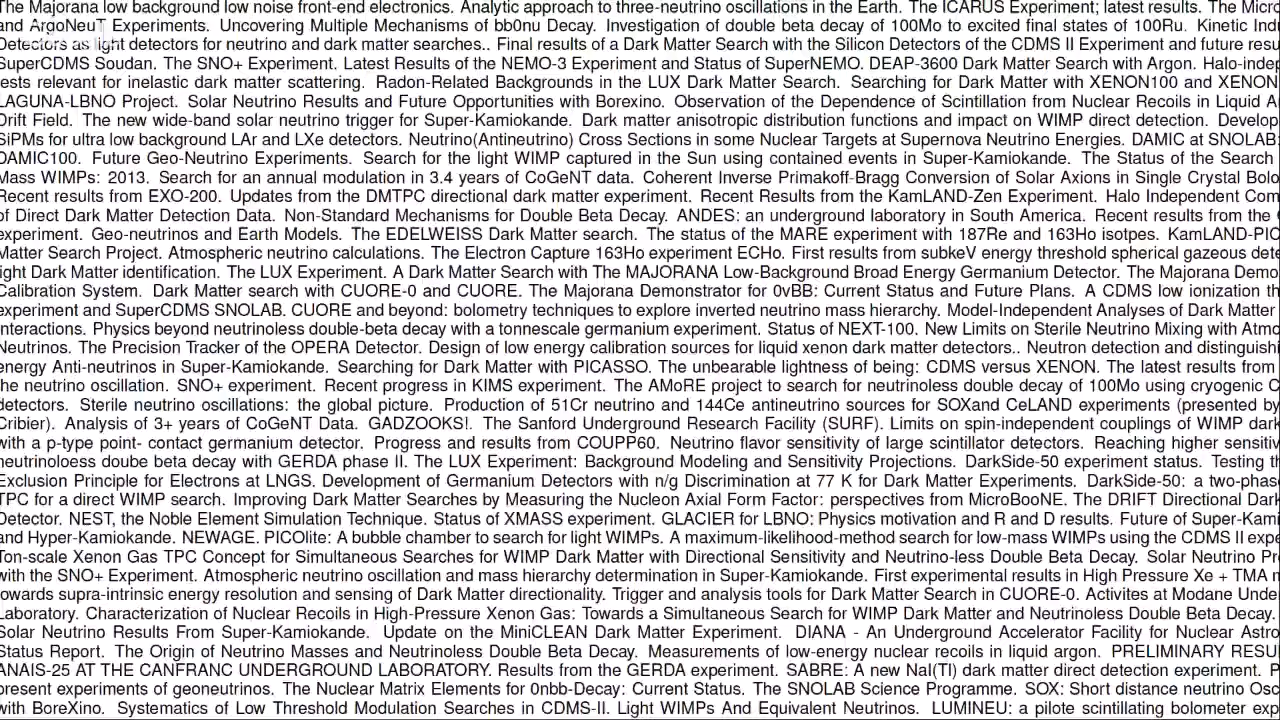 The Majorana low background low noise front-end electronics. Analytic approach to three-neutrino oscillations in the Earth. The ICARUS Experiment; latest results. The Micro
and ArgoNeuT Experiments. Uncovering Multiple Mechanisms of bb0nu Decay. Investigation of double beta decay of 100Mo to excited final states of 100Ru. Kinetic Ind
light detectors for neutrino and dark matter searches.. Final results of a Dark Matter Search with the Silicon Detectors of the CDMS II Experiment and future resu
SuperCDMS Soudan. The SNO+ Experiment. Latest Results of the NEMO-3 Experiment and Status of SuperNEMO. DEAP-3600 Dark Matter Search with Argon. Halo-indep
tests relevant for inelastic dark matter scattering. Radon-Related Backgrounds in the LUX Dark Matter Search. Searching for Dark Matter with XENON100 and XENON
LAGUNA-LBNO Project. Solar Neutrino Results and Future Opportunities with Borexino. Observation of the Dependence of Scintillation from Nuclear Recoils in Liquid A
Drift Field. The new wide-band solar neutrino trigger for Super-Kamiokande. Dark matter anisotropic distribution functions and impact on WIMP direct detection. Develop
SiPMs for ultra low background LAr and LXe detectors. Neutrino(Antineutrino) Cross Sections in some Nuclear Targets at Supernova Neutrino Energies. DAMIC at SNOLAB:
DAMIC100. Future Geo-Neutrino Experiments. Search for the light WIMP captured in the Sun using contained events in Super-Kamiokande. The Status of the Search
Mass WIMPs: 2013. Search for an annual modulation in 3.4 years of CoGeNT data. Coherent Inverse Primakoff-Bragg Conversion of Solar Axions in Single Crystal Bolo
Recent results from EXO-200. Updates from the DMTPC directional dark matter experiment. Recent Results from the KamLAND-Zen Experiment. Halo Independent Com
of Direct Dark Matter Detection Data. Non-Standard Mechanisms for Double Beta Decay. ANDES: an underground laboratory in South America. Recent results from the
experiment. Geo-neutrinos and Earth Models. The EDELWEISS Dark Matter search. The status of the MARE experiment with 187Re and 163Ho isotpes. KamLAND-PIC
Matter Search Project. Atmospheric neutrino calculations. The Electron Capture 163Ho experiment ECHo. First results from subkeV energy threshold spherical gazeous dete
light Dark Matter identification. The LUX Experiment. A Dark Matter Search with The MAJORANA Low-Background Broad Energy Germanium Detector. The Majorana Demo
Calibration System. Dark Matter search with CUORE-0 and CUORE. The Majorana Demonstrator for 0vBB: Current Status and Future Plans. A CDMS low ionization th
experiment and SuperCDMS SNOLAB. CUORE and beyond: bolometry techniques to explore inverted neutrino mass hierarchy. Model-Independent Analyses of Dark Matter
Interactions. Physics beyond neutrinoless double-beta decay with a tonnescale germanium experiment. Status of NEXT-100. New Limits on Sterile Neutrino Mixing with Atmo
Neutrinos. The Precision Tracker of the OPERA Detector. Design of low energy calibration sources for liquid xenon dark matter detectors.. Neutron detection and distinguishi
energy Anti-neutrinos in Super-Kamiokande. Searching for Dark Matter with PICASSO. The unbearable lightness of being: CDMS versus XENON. The latest results from
the neutrino oscillation. SNO+ experiment. Recent progress in KIMS experiment. The AMoRE project to search for neutrinoless double decay of 100Mo using cryogenic C
detectors. Sterile neutrino oscillations: the global picture. Production of 51Cr neutrino and 144Ce antineutrino sources for SOXand CeLAND experiments (presented by
Cribier). Analysis of 3+ years of CoGeNT Data. GADZOOKS!. The Sanford Underground Research Facility (SURF). Limits on spin-independent couplings of WIMP dark
with a p-type point- contact germanium detector. Progress and results from COUPP60. Neutrino flavor sensitivity of large scintillator detectors. Reaching higher sensitiv
neutrinoloess doube beta decay with GERDA phase II. The LUX Experiment: Background Modeling and Sensitivity Projections. DarkSide-50 experiment status. Testing th
Exclusion Principle for Electrons at LNGS. Development of Germanium Detectors with n/g Discrimination at 77 K for Dark Matter Experiments. DarkSide-50: a two-phase
TPC for a direct WIMP search. Improving Dark Matter Searches by Measuring the Nucleon Axial Form Factor: perspectives from MicroBooNE. The DRIFT Directional Dark
Detector. NEST, the Noble Element Simulation Technique. Status of XMASS experiment. GLACIER for LBNO: Physics motivation and R and D results. Future of Super-Kami
and Hyper-Kamiokande. NEWAGE. PICOlite: A bubble chamber to search for light WIMPs. A maximum-likelihood-method search for low-mass WIMPs using the CDMS II expe
Ton-scale Xenon Gas TPC Concept for Simultaneous Searches for WIMP Dark Matter with Directional Sensitivity and Neutrino-less Double Beta Decay. Solar Neutrino Pr
with the SNO+ Experiment. Atmospheric neutrino oscillation and mass hierarchy determination in Super-Kamiokande. First experimental results in High Pressure Xe + TMA m
towards supra-intrinsic energy resolution and sensing of Dark Matter directionality. Trigger and analysis tools for Dark Matter Search in CUORE-0. Activites at Modane Unde
Laboratory. Characterization of Nuclear Recoils in High-Pressure Xenon Gas: Towards a Simultaneous Search for WIMP Dark Matter and Neutrinoless Double Beta Decay.
Solar Neutrino Results From Super-Kamiokande. Update on the MiniCLEAN Dark Matter Experiment. DIANA - An Underground Accelerator Facility for Nuclear Astro
Status Report. The Origin of Neutrino Masses and Neutrinoless Double Beta Decay. Measurements of low-energy nuclear recoils in liquid argon. PRELIMINARY RESU
ANAIS-25 AT THE CANFRANC UNDERGROUND LABORATORY. Results from the GERDA experiment. SABRE: A new NaI(Tl) dark matter direct detection experiment. P
present experiments of geoneutrinos. The Nuclear Matrix Elements for 0nbb-Decay: Current Status. The SNOLAB Science Programme. SOX: Short distance neutrino Osc
with BoreXino. Systematics of Low Threshold Modulation Searches in CDMS-II. Light WIMPs And Equivalent Neutrinos. LUMINEU: a pilote scintillating bolometer exp